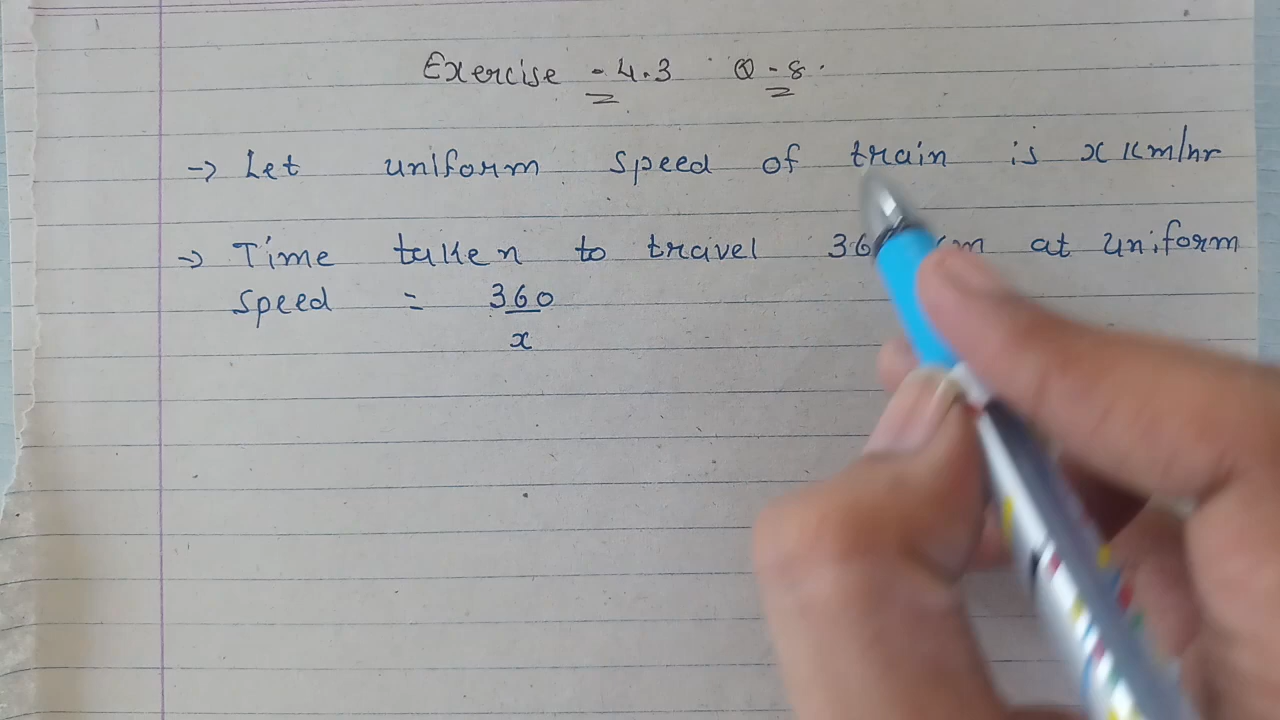 Exercise - 4.3 Q - 8.
→ Let uniform speed of train is x km/hr
→ Time taken to travel at uniform
speed = 360
x